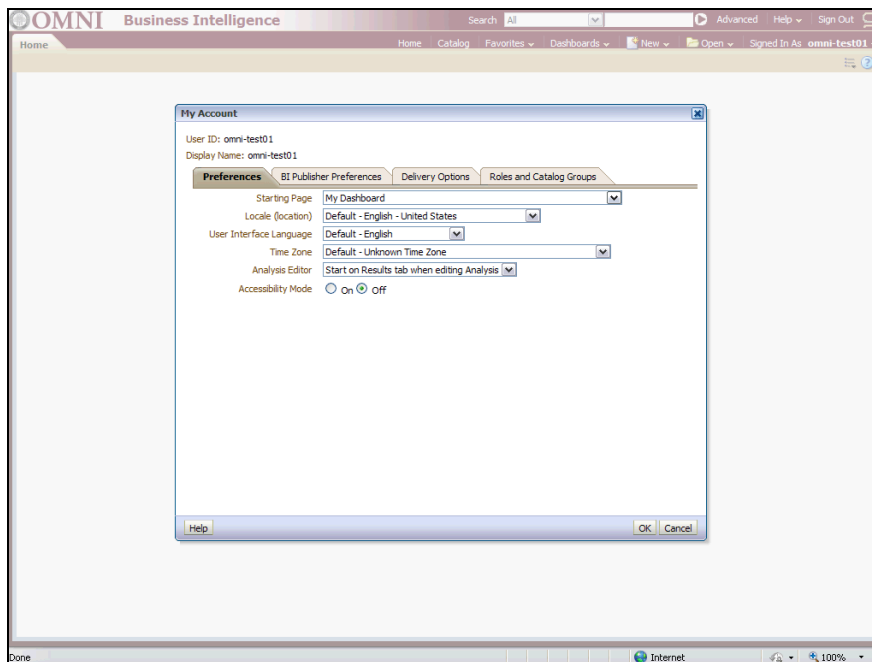 OMNI Business Intelligence Search All Advanced Help Sign Out
Home Home Catalog Favorites Dashboards New Open Signed In As omni-test01
My Account
User ID: omni-test01
Display Name: omni-test01
Preferences BI Publisher Preferences Delivery Options Roles and Catalog Groups
Starting Page My Dashboard
Locale (location) Default - English - United States
User Interface Language Default - English
Time Zone Default - Unknown Time Zone
Analysis Editor Start on Results tab when editing Analysis
Accessibility Mode On Off
Help OK Cancel
Done Internet 100%